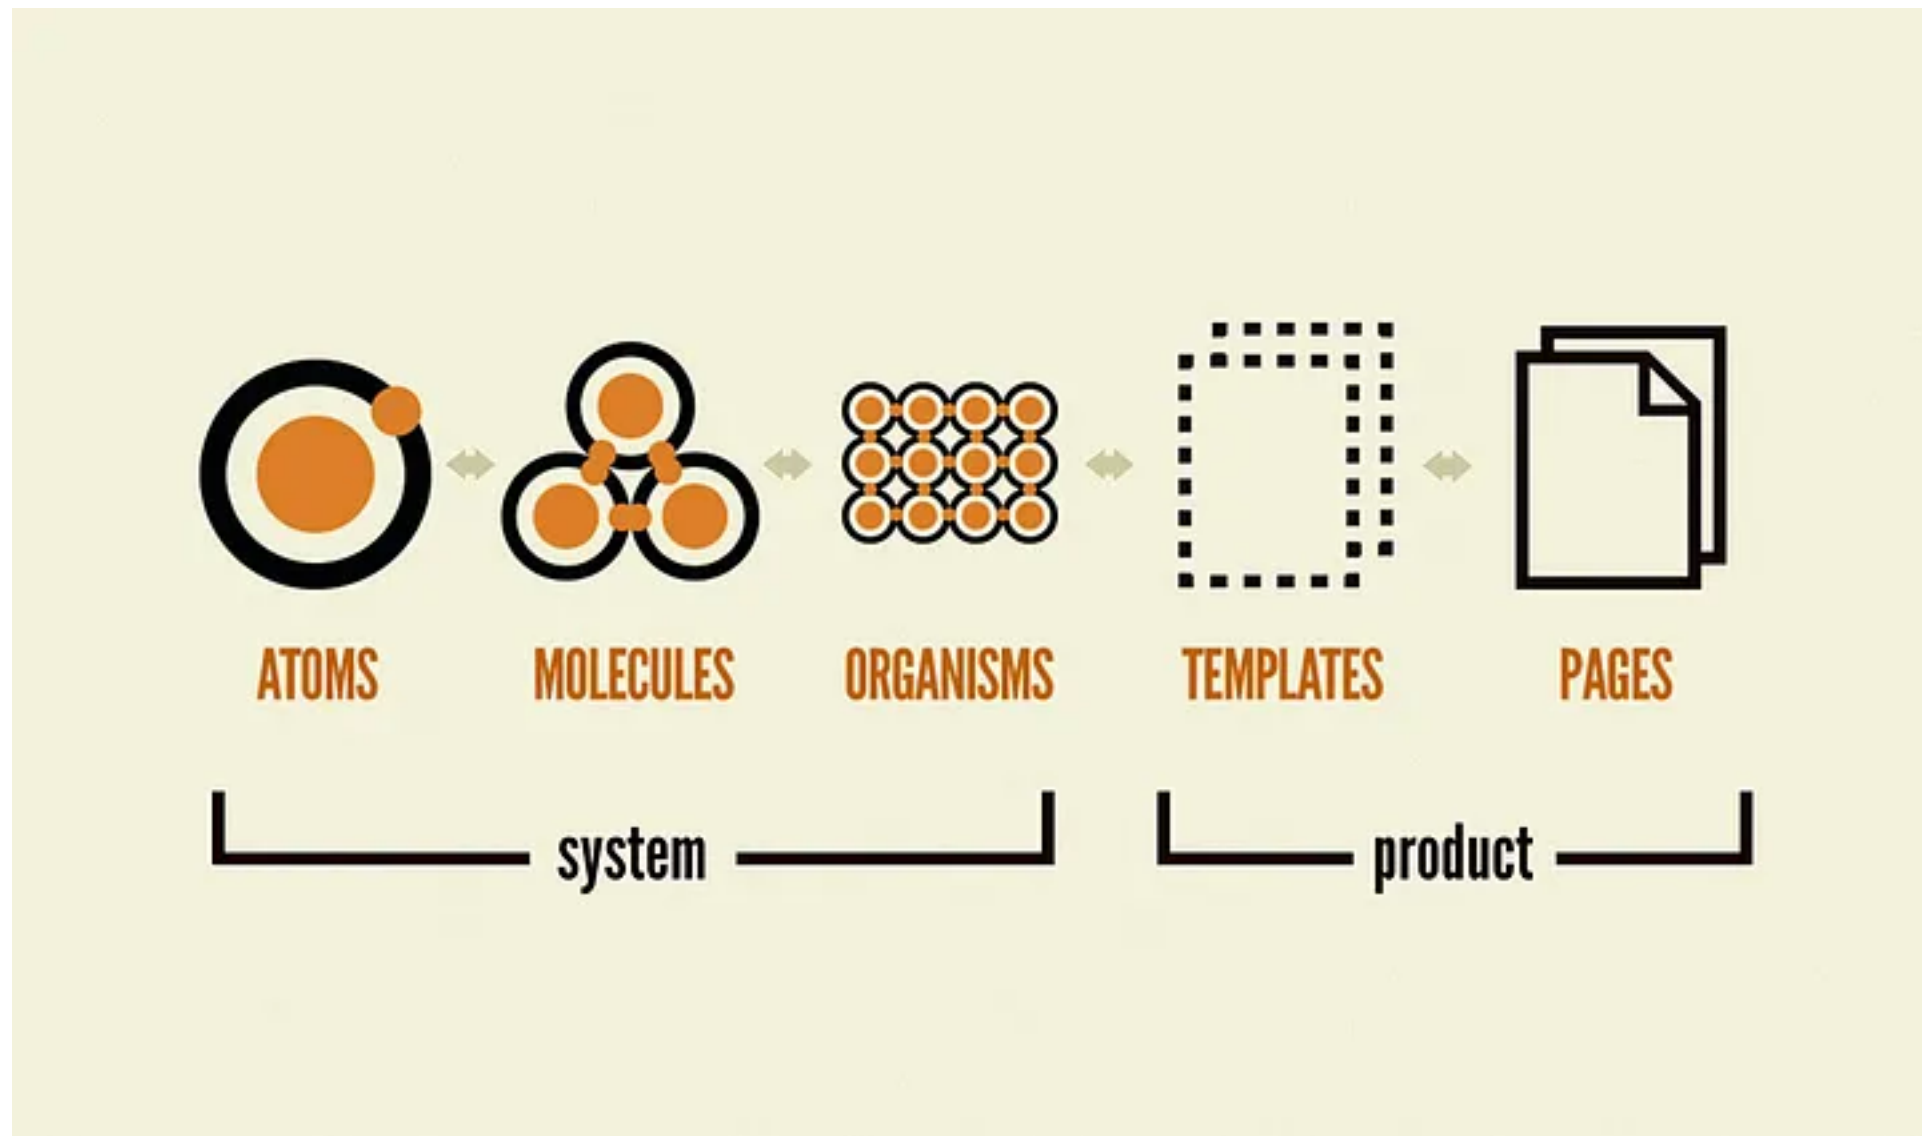 ATOMS
MOLECULES
ORGANISMS
TEMPLATES
PAGES
system
product